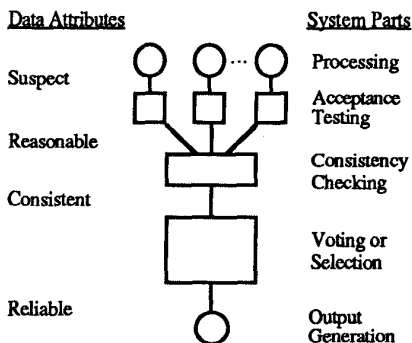 Data Attributes
System Parts
Processing
Suspect
Acceptance
Testing
Reasonable
Consistency
Checking
Consistent
Voting or
Selection
Reliable
Output
Generation